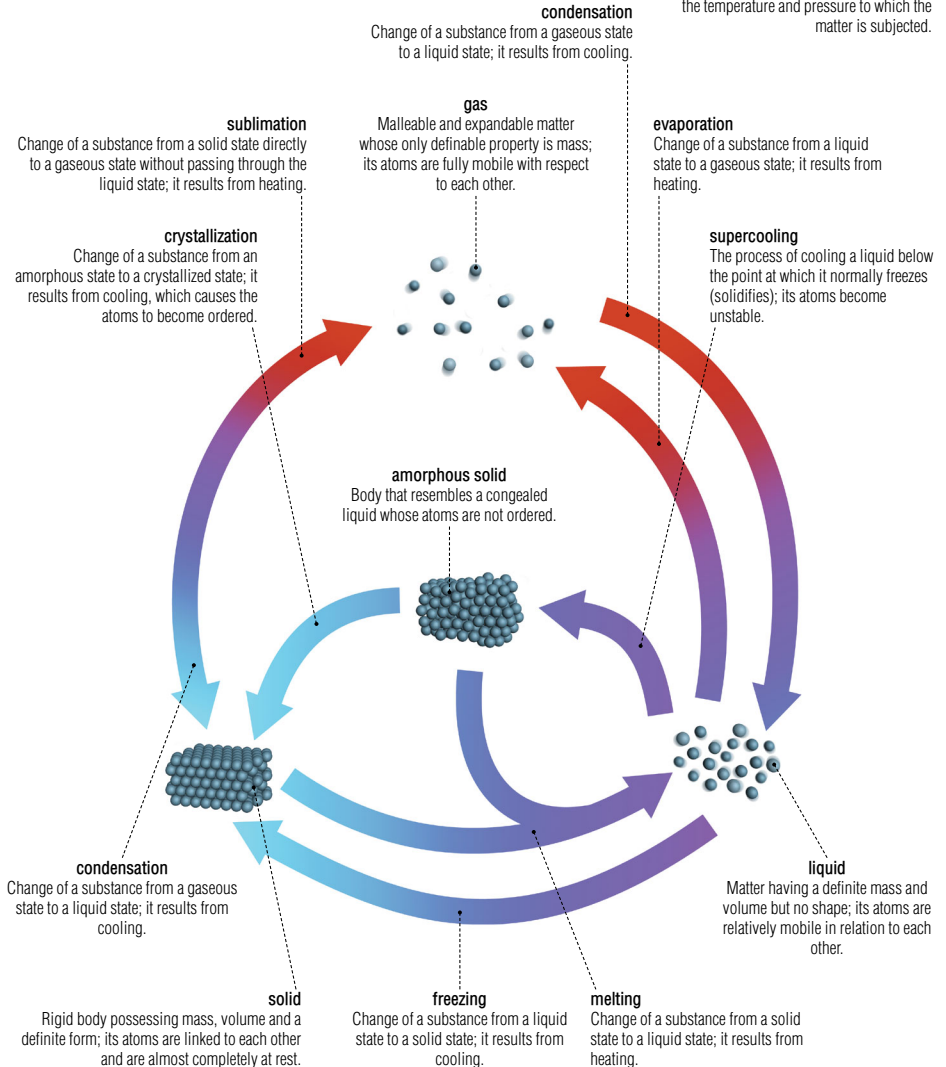 the temperature and pressure to which the
matter is subjected.
condensation
Change of a substance from a gaseous state
to a liquid state; it results from cooling.
gas
Malleable and expandable matter
whose only definable property is mass;
its atoms are fully mobile with respect
to each other.
sublimation
Change of a substance from a solid state directly
to a gaseous state without passing through the
liquid state; it results from heating.
evaporation
Change of a substance from a liquid
state to a gaseous state; it results from
heating.
crystallization
Change of a substance from an
amorphous state to a crystallized state; it
results from cooling, which causes the
atoms to become ordered.
supercooling
The process of cooling a liquid below
the point at which it normally freezes
(solidifies); its atoms become
unstable.
amorphous solid
Body that resembles a congealed
liquid whose atoms are not ordered.
condensation
Change of a substance from a gaseous
state to a liquid state; it results from
cooling.
liquid
Matter having a definite mass and
volume but no shape; its atoms are
relatively mobile in relation to each
other.
solid
Rigid body possessing mass, volume and a
definite form; its atoms are linked to each other
and are almost completely at rest.
freezing
Change of a substance from a liquid
state to a solid state; it results from
cooling.
melting
Change of a substance from a solid
state to a liquid state; it results from
heating.